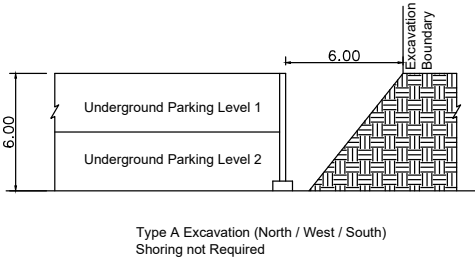 6.00
Excavation
Boundary
6.00
Underground Parking Level 1
Underground Parking Level 2
Type A Excavation (North / West / South)
Shoring not Required